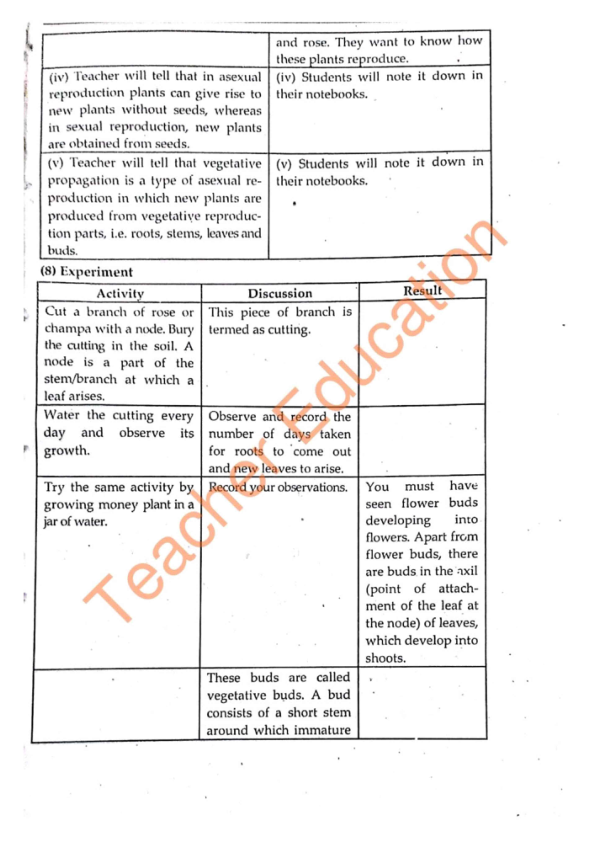 and rose. They want to know how
these plants reproduce.
(iv) Teacher will tell that in asexual
reproduction plants can give rise to
new plants without seeds, whereas
in sexual reproduction, new plants
are obtained from seeds.
(iv) Students will note it down in
their notebooks.
(v) Teacher will tell that vegetative
propagation is a type of asexual re-
production in which new plants are
produced from vegetative reproduc-
tion parts, i.e. roots, stems, leaves and
buds.
(v) Students will note it down in
their notebooks.
(8) Experiment
Activity
Discussion
Result
Cut a branch of rose or
champa with a node. Bury
the cutting in the soil. A
node is a part of the
stem/branch at which a
leaf arises.
This piece of branch is
termed as cutting.
Water the cutting every
day and observe its
growth.
Observe and record the
number of days taken
for roots to come out
and new leaves to arise.
Try the same activity by
growing money plant in a
jar of water.
Record your observations.
You must have
seen flower buds
developing into
flowers. Apart from
flower buds, there
are buds in the axil
(point of attach-
ment of the leaf at
the node) of leaves,
which develop into
shoots.
These buds are called
vegetative buds. A bud
consists of a short stem
around which immature
Teacher Education